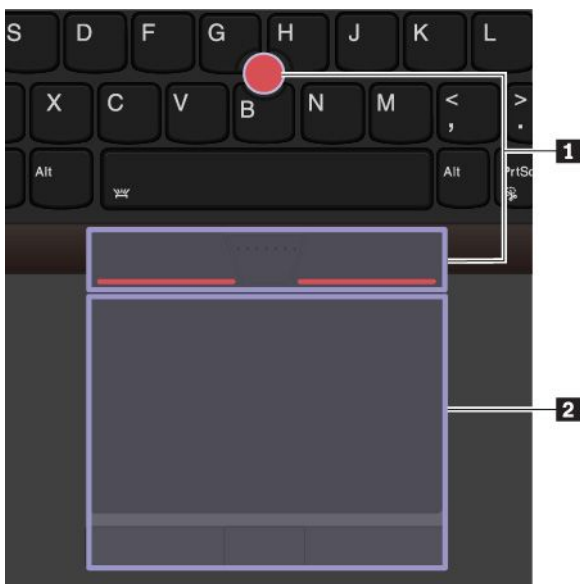 S D F G H J K L
X C V B N M < ,  > .
1
Alt Alt PrtSc
2